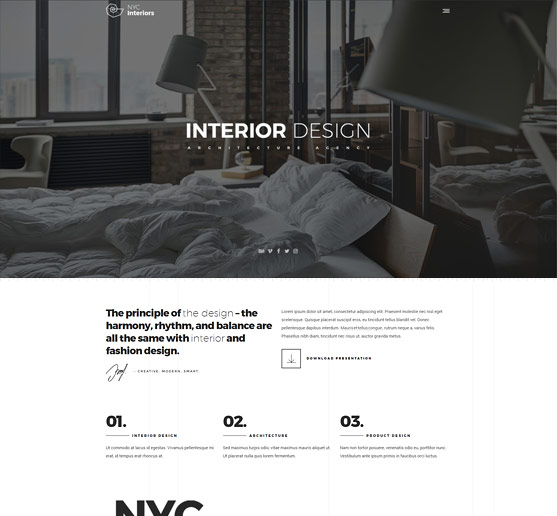 NYC
Interiors
INTERIOR DESIGN
ARCHITECTURE AGENCY
The principle of the design – the
harmony, rhythm, and balance are
all the same with interior and
fashion design.
- CREATIVE. MODERN. SMART.
Lorem ipsum dolor sit amet, consectetur adipiscing elit. Praesent molestie nec nisl eget
scelerisque. Quisque placerat suscipit eros, eu tincidunt tellus blandit vel. Donec
pellentesque dapibus interdum. Mauris et tellus congue, rutrum neque a, varius felis.
Phasellus nibh diam, tincidunt nec risus ut, auctor gravida metus.
DOWNLOAD PRESENTATION
01.
INTERIOR DESIGN
Ut commodo at lacus id egestas. Vivamus pellentesque mi
erat, id tempus erat rhoncus at.
02.
ARCHITECTURE
Sed maximus turpis odio, vitae maximus mauris aliquet ut.
Ut placerat nulla quis lorem fermentum.
03.
PRODUCT DESIGN
Nam non tortor posuere, venenatis odio eu, porttitor nunc.
Vestibulum ante ipsum primis in faucibus orci luctus.
NYC